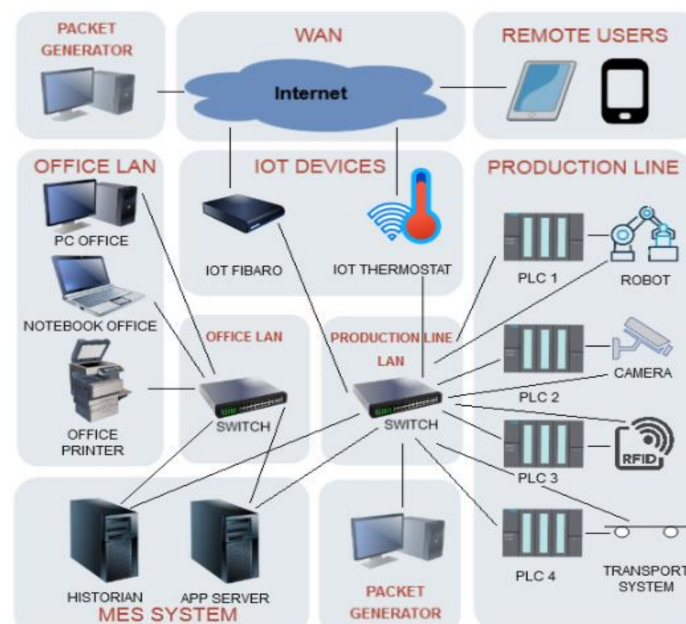 PACKET
GENERATOR
WAN
Internet
REMOTE USERS
OFFICE LAN
PC OFFICE
NOTEBOOK OFFICE
OFFICE
PRINTER
IOT DEVICES
IOT FIBARO
IOT THERMOSTAT
OFFICE LAN
SWITCH
PRODUCTION LINE
LAN
SWITCH
PRODUCTION LINE
PLC 1
ROBOT
PLC 2
CAMERA
PLC 3
RFID
PLC 4
TRANSPORT
SYSTEM
HISTORIAN
APP SERVER
MES SYSTEM
PACKET
GENERATOR